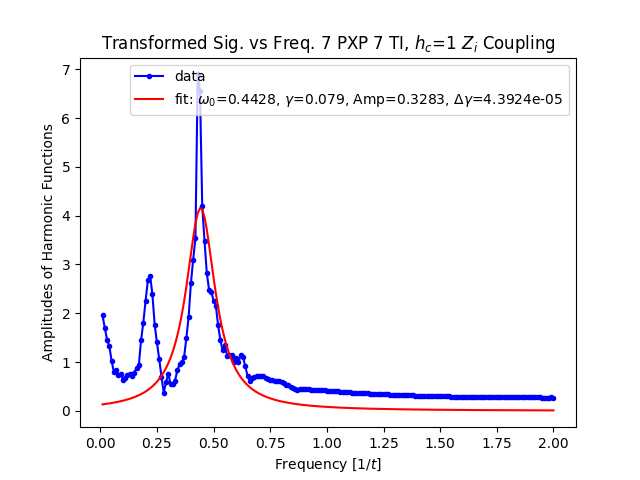 Transformed Sig. vs Freq. 7 PXP 7 TI, $h_c$=1 $Z_i$ Coupling
data
fit: $\omega_0$=0.4428, $\gamma$=0.079, Amp=0.3283, $\Delta\gamma$=4.3924e-05
Amplitudes of Harmonic Functions
7
6
5
4
3
2
1
0
0.00 0.25 0.50 0.75 1.00 1.25 1.50 1.75 2.00
Frequency [1/$t$]